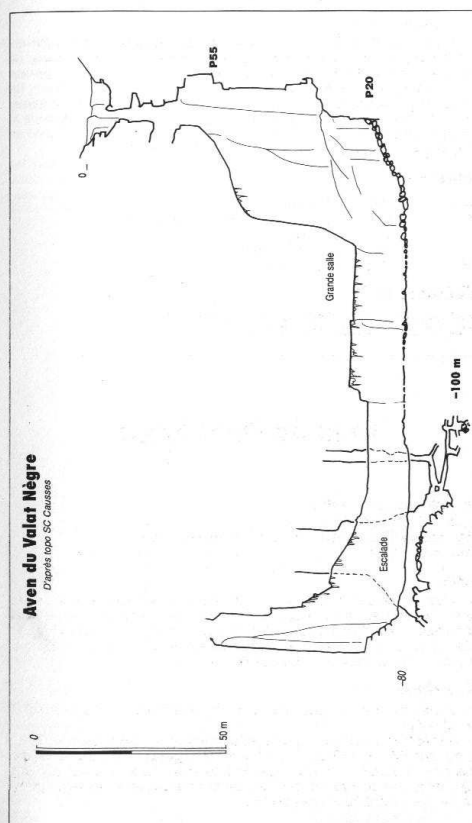 Aven du Valat Nègre
D'après topo SC Causses
0
50 m
0
P55
P20
Grande salle
Escalade
-80
-100 m